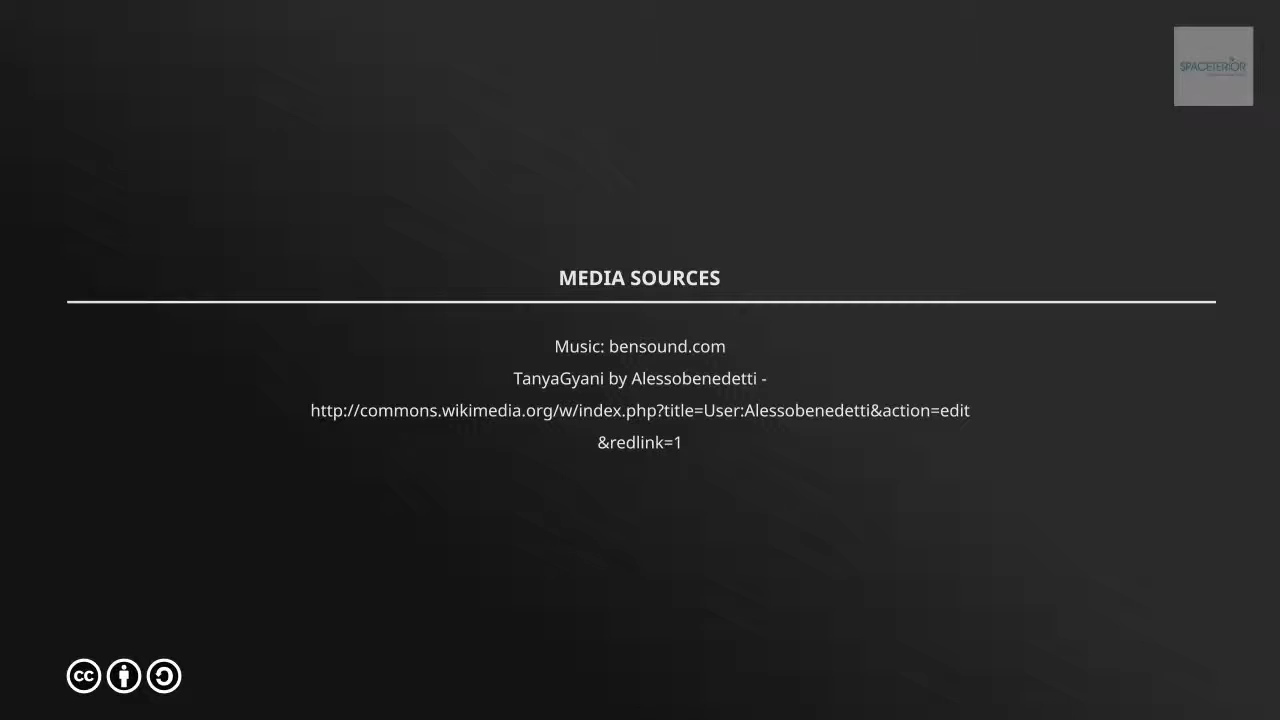 SPACETERIOR
MEDIA SOURCES
Music: bensound.com
TanyaGyani by Alessobenedetti -
http://commons.wikimedia.org/w/index.php?title=User:Alessobenedetti&action=edit
&redlink=1
cc